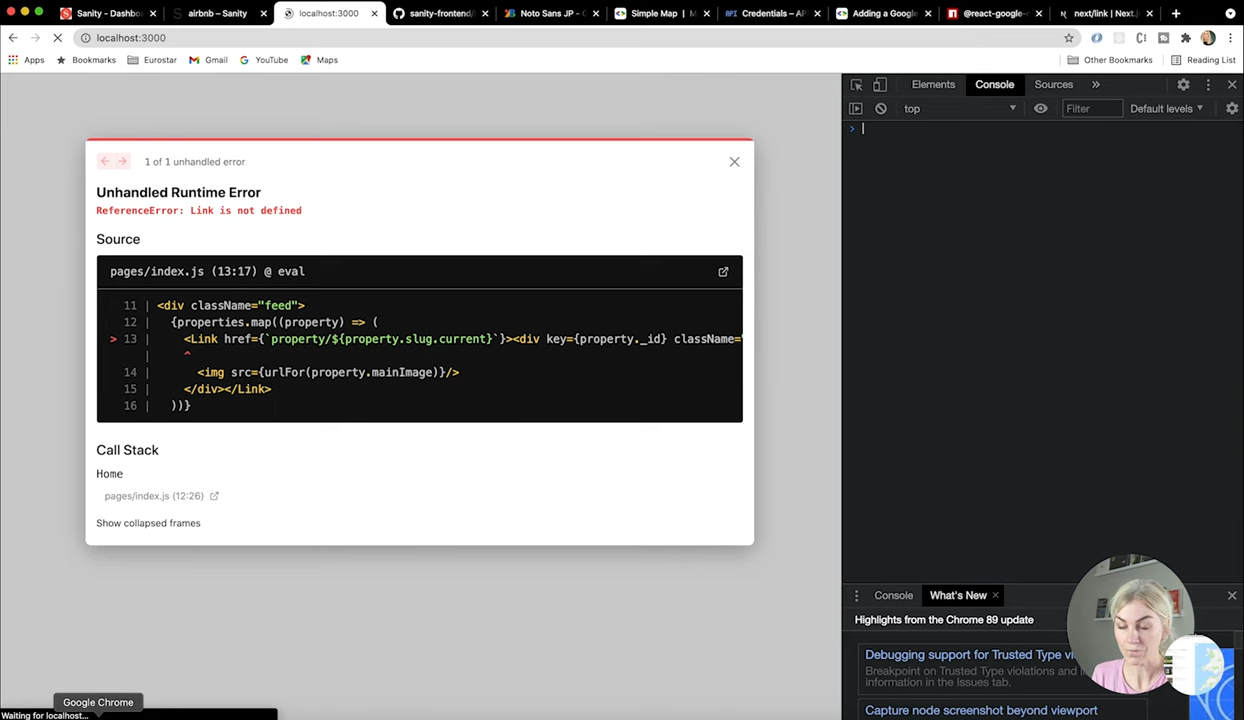 Sanity - Dashbo
airbnb – Sanity
localhost:3000
sanity-frontend/
Noto Sans JP - G
Simple Map | M
Credentials – AP
Adding a Google
@react-google-
next/link | Next.j
localhost:3000
Apps
Bookmarks
Eurostar
Gmail
YouTube
Maps
Other Bookmarks
Reading List
Elements
Console
Sources
top
Filter
Default levels
1 of 1 unhandled error
Unhandled Runtime Error
ReferenceError: Link is not defined
Source
pages/index.js (13:17) @ eval
11 | <div className="feed">
12 | {properties.map((property) => (
> 13 | <Link href={`property/${property.slug.current}`}><div key={property._id} className="
| ^
14 | <img src={urlFor(property.mainImage)}/>
15 | </div></Link>
16 | ))}
Call Stack
Home
pages/index.js (12:26)
Show collapsed frames
Console
What's New
Highlights from the Chrome 89 update
Debugging support for Trusted Type vi
Breakpoint on Trusted Type violations and li
information in the Issues tab.
Capture node screenshot beyond viewport
Google Chrome
Waiting for localhost...